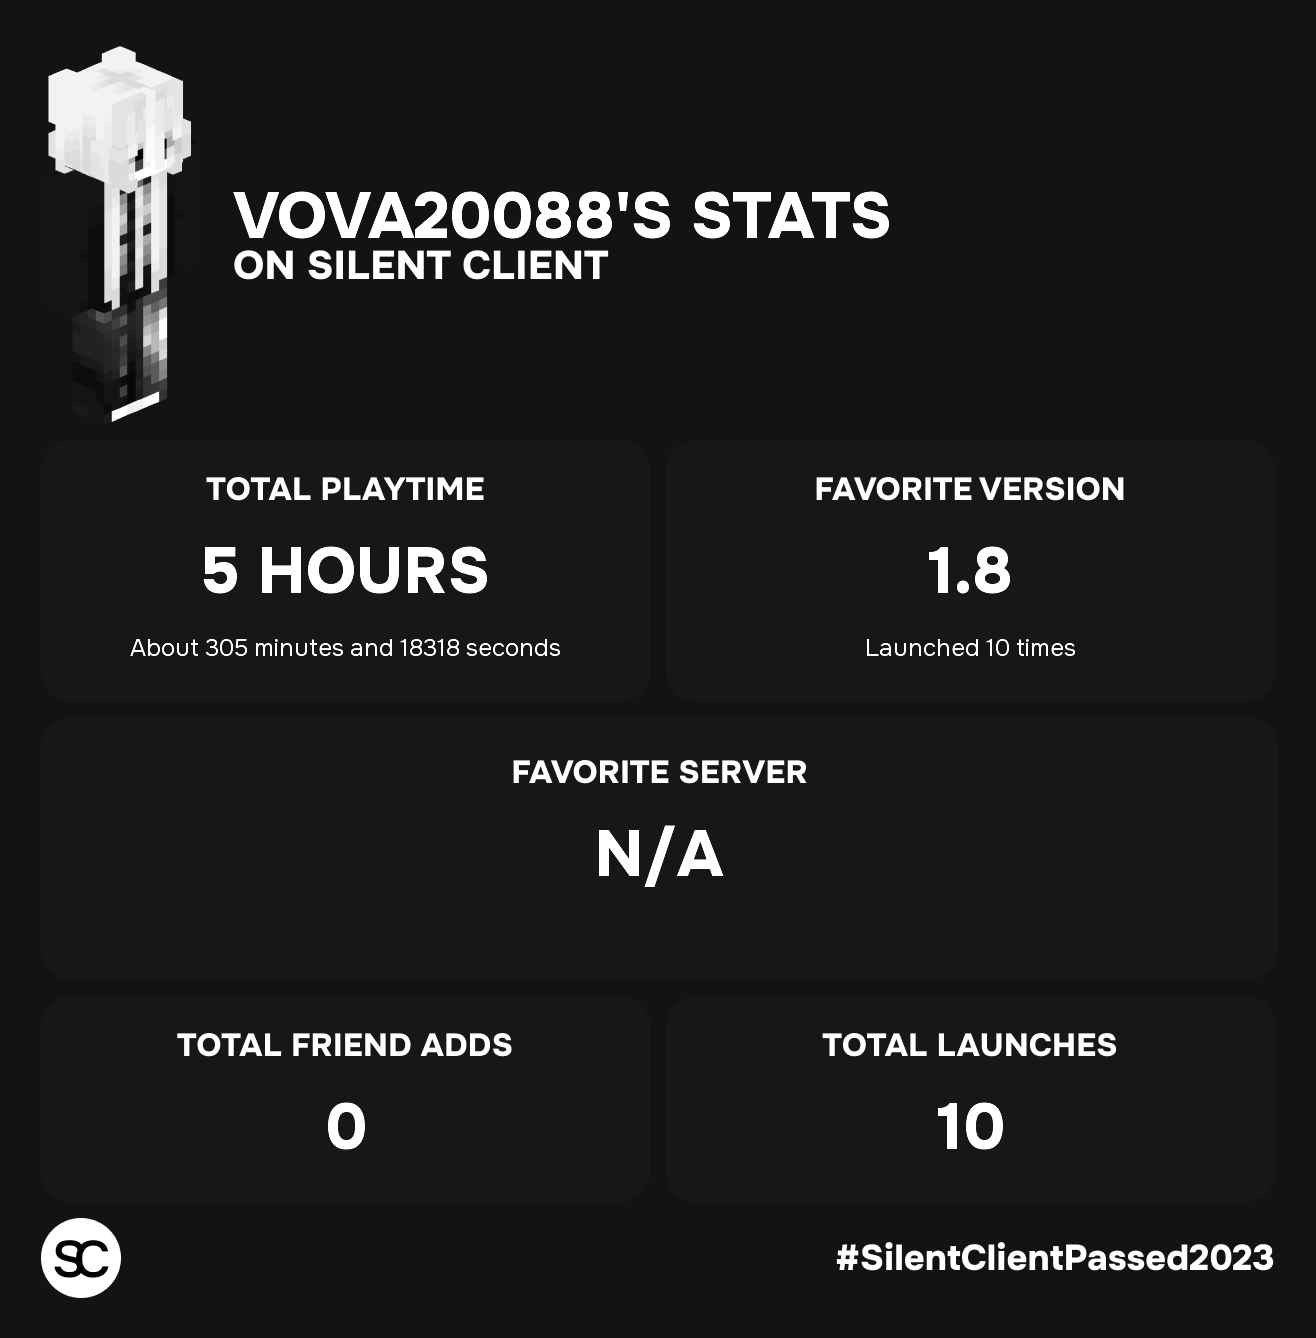 VOVA20088'S STATS
ON SILENT CLIENT
TOTAL PLAYTIME
5 HOURS
About 305 minutes and 18318 seconds
FAVORITE VERSION
1.8
Launched 10 times
FAVORITE SERVER
N/A
TOTAL FRIEND ADDS
0
TOTAL LAUNCHES
10
SC
#SilentClientPassed2023